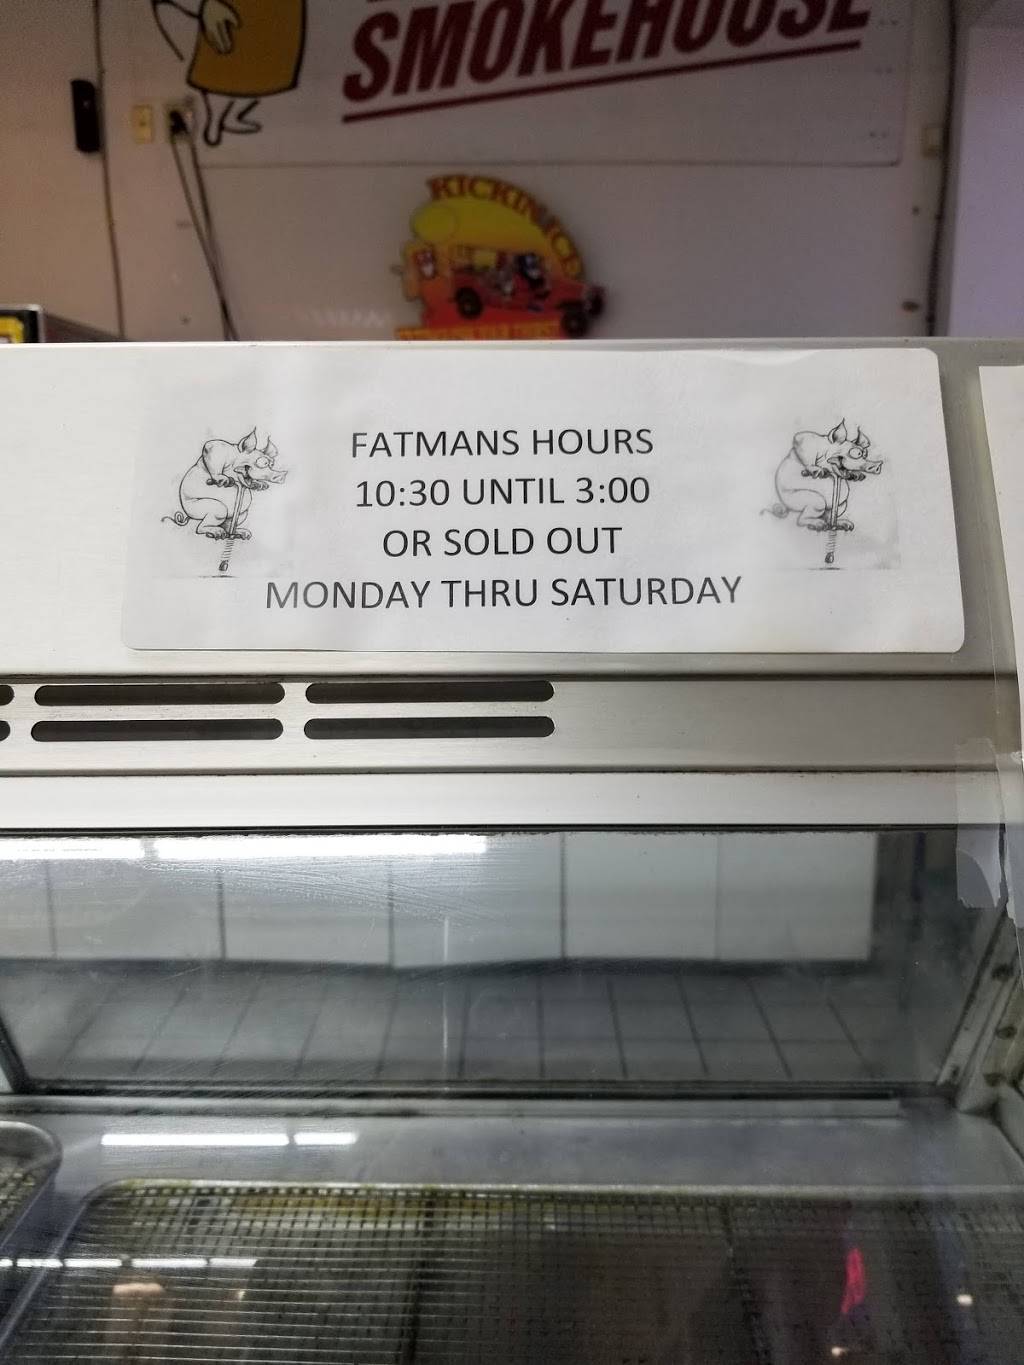 SMOKEHOUSE
FATMANS HOURS
10:30 UNTIL 3:00
OR SOLD OUT
MONDAY THRU SATURDAY